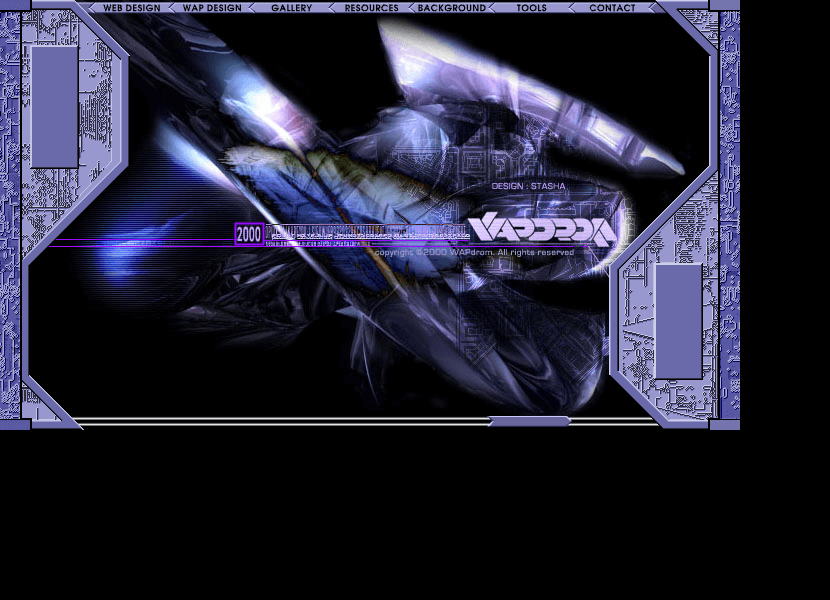 WEB DESIGN
WAP DESIGN
GALLERY
RESOURCES
BACKGROUND
TOOLS
CONTACT
DESIGN : STASHA
2000
WAPDROM
copyright ©2000 WAPdrom. All rights reserved